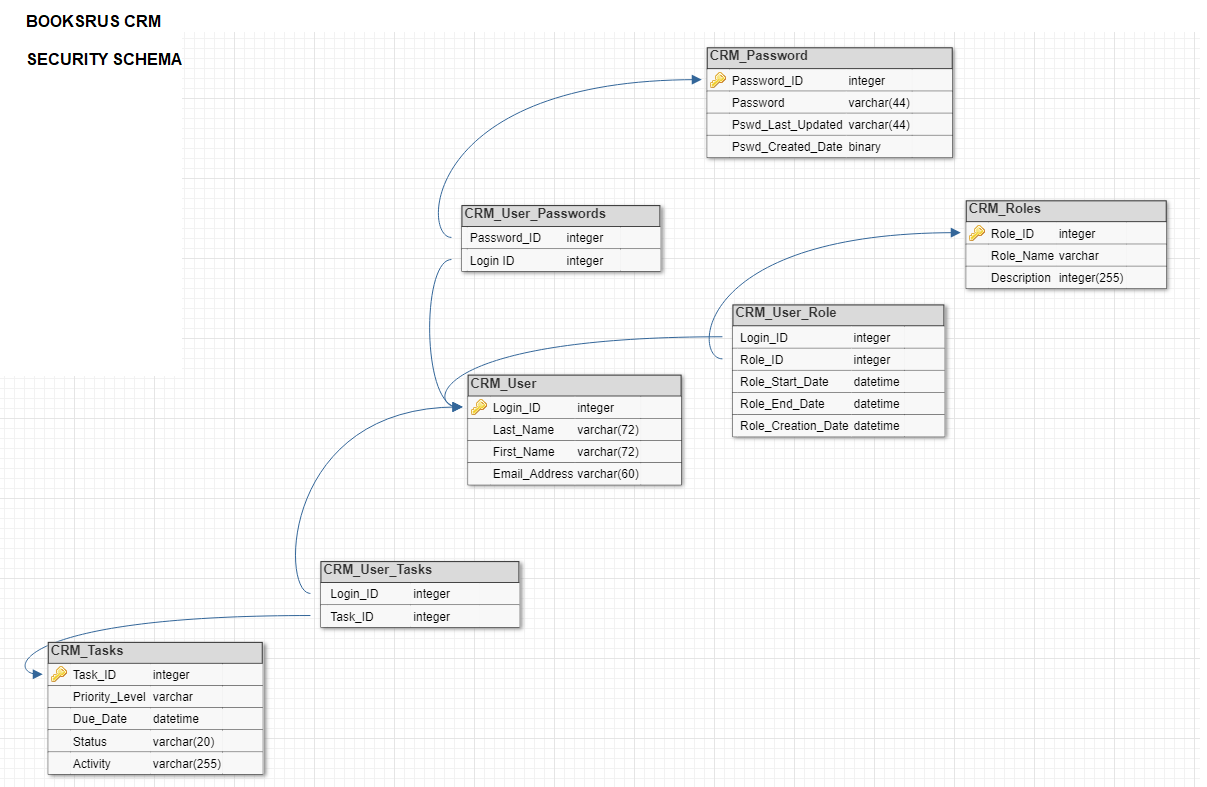 BOOKSRUS CRM
SECURITY SCHEMA
CRM_Password
Password_ID integer
Password varchar(44)
Pswd_Last_Updated varchar(44)
Pswd_Created_Date binary
CRM_User_Passwords
Password_ID integer
Login ID integer
CRM_Roles
Role_ID integer
Role_Name varchar
Description integer(255)
CRM_User_Role
Login_ID integer
Role_ID integer
Role_Start_Date datetime
Role_End_Date datetime
Role_Creation_Date datetime
CRM_User
Login_ID integer
Last_Name varchar(72)
First_Name varchar(72)
Email_Address varchar(60)
CRM_User_Tasks
Login_ID integer
Task_ID integer
CRM_Tasks
Task_ID integer
Priority_Level varchar
Due_Date datetime
Status varchar(20)
Activity varchar(255)